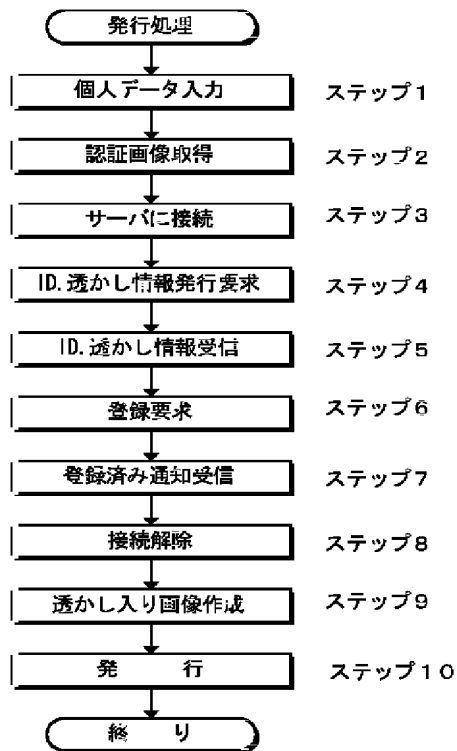 発行処理
個人データ入力 ステップ1
認証画像取得 ステップ2
サーバに接続 ステップ3
ID.透かし情報発行要求 ステップ4
ID.透かし情報受信 ステップ5
登録要求 ステップ6
登録済み通知受信 ステップ7
接続解除 ステップ8
透かし入り画像作成 ステップ9
発 行 ステップ10
終 り